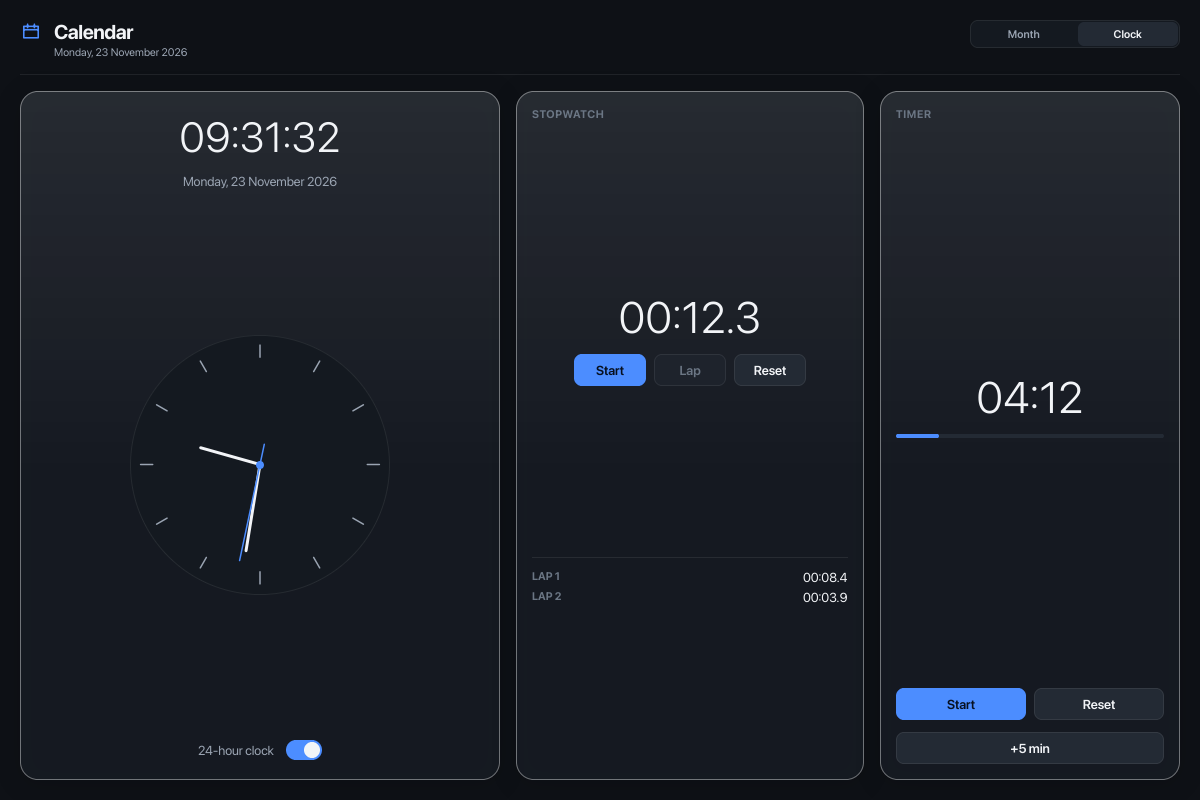 Calendar
Monday, 23 November 2026
Month
Clock
09:31:32
Monday, 23 November 2026
24-hour clock
STOPWATCH
00:12.3
Start
Lap
Reset
LAP 1 00:08.4
LAP 2 00:03.9
TIMER
04:12
Start
Reset
+5 min